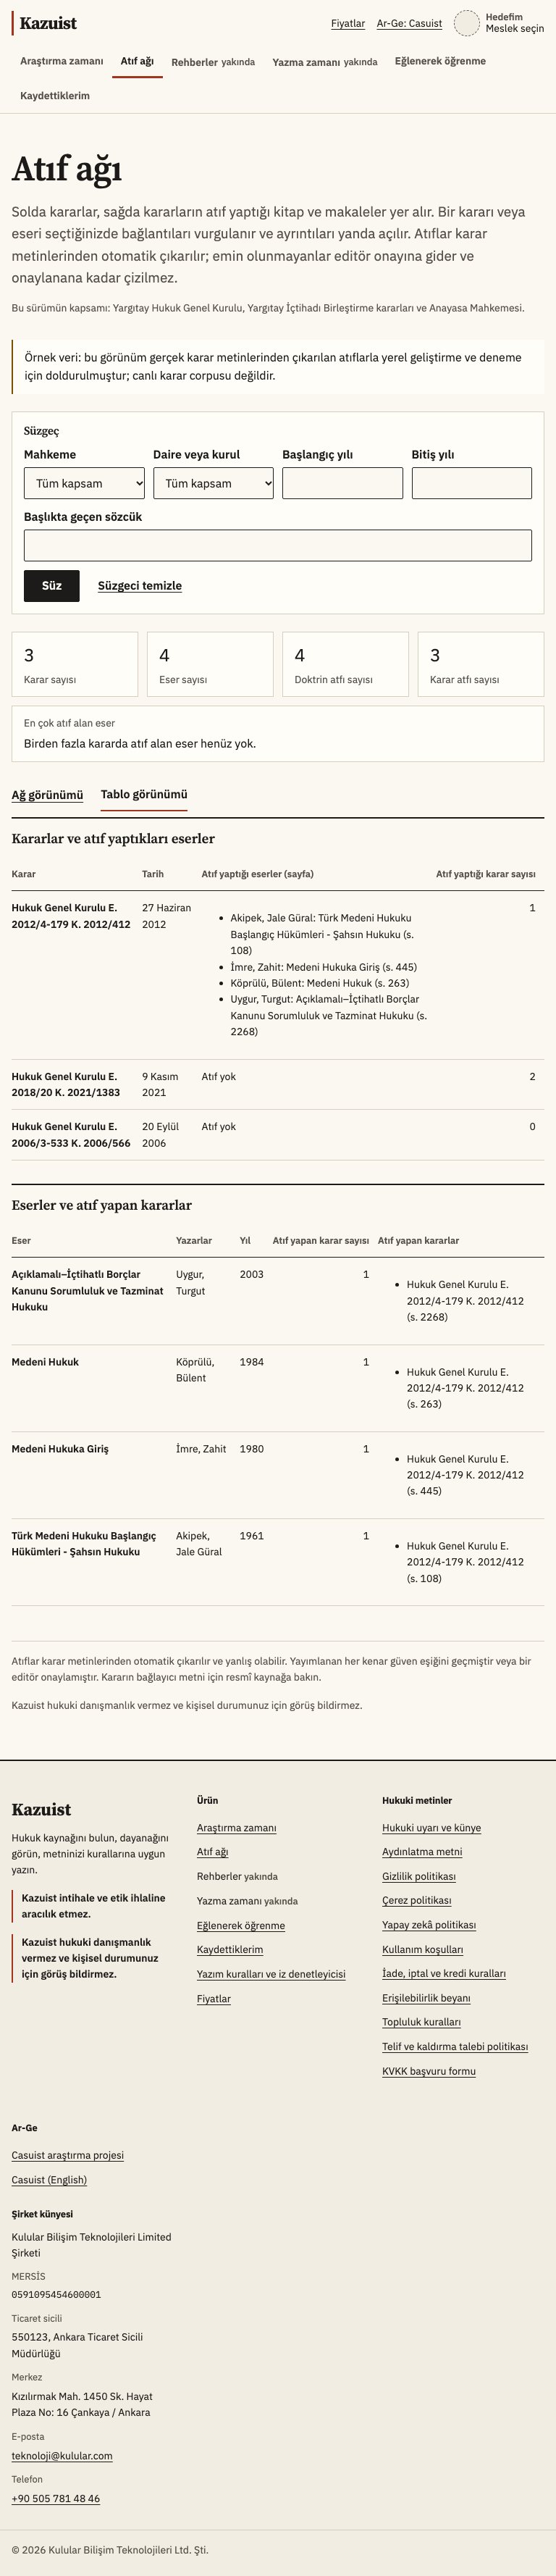 Kazuist
Fiyatlar Ar-Ge: Casuist Hedefim
Meslek seçin
Araştırma zamanı Atıf ağı Rehberler yakında Yazma zamanı yakında Eğlenerek öğrenme
Kaydettiklerim
Atıf ağı
Solda kararlar, sağda kararların atıf yaptığı kitap ve makaleler yer alır. Bir kararı veya
eseri seçtiğinizde bağlantıları vurgulanır ve ayrıntıları yanda açılır. Atıflar karar
metinlerinden otomatik çıkarılır; emin olunmayanlar editör onayına gider ve
onaylanana kadar çizilmez.
Bu sürümün kapsamı: Yargıtay Hukuk Genel Kurulu, Yargıtay İçtihadı Birleştirme kararları ve Anayasa Mahkemesi.
Örnek veri: bu görünüm gerçek karar metinlerinden çıkarılan atıflarla yerel geliştirme ve deneme
için doldurulmuştur; canlı karar corpusu değildir.
Süzgeç
Mahkeme Daire veya kurul Başlangıç yılı Bitiş yılı
Tüm kapsam Tüm kapsam
Başlıkta geçen sözcük
Süz Süzgeci temizle
3 4 4 3
Karar sayısı Eser sayısı Doktrin atfı sayısı Karar atfı sayısı
En çok atıf alan eser
Birden fazla kararda atıf alan eser henüz yok.
Ağ görünümü Tablo görünümü
Kararlar ve atıf yaptıkları eserler
Karar Tarih Atıf yaptığı eserler (sayfa) Atıf yaptığı karar sayısı
Hukuk Genel Kurulu E. 27 Haziran 1
2012/4-179 K. 2012/412 2012
• Akipek, Jale Güral: Türk Medeni Hukuku
Başlangıç Hükümleri - Şahsın Hukuku (s.
108)
• İmre, Zahit: Medeni Hukuka Giriş (s. 445)
• Köprülü, Bülent: Medeni Hukuk (s. 263)
• Uygur, Turgut: Açıklamalı–İçtihatlı Borçlar
Kanunu Sorumluluk ve Tazminat Hukuku (s.
2268)
Hukuk Genel Kurulu E. 9 Kasım Atıf yok 2
2018/20 K. 2021/1383 2021
Hukuk Genel Kurulu E. 20 Eylül Atıf yok 0
2006/3-533 K. 2006/566 2006
Eserler ve atıf yapan kararlar
Eser Yazarlar Yıl Atıf yapan karar sayısı Atıf yapan kararlar
Açıklamalı–İçtihatlı Borçlar Uygur, 2003 1
Kanunu Sorumluluk ve Tazminat Turgut
Hukuku
• Hukuk Genel Kurulu E.
2012/4-179 K. 2012/412
(s. 2268)
Medeni Hukuk Köprülü, 1984 1
Bülent
• Hukuk Genel Kurulu E.
2012/4-179 K. 2012/412
(s. 263)
Medeni Hukuka Giriş İmre, Zahit 1980 1
• Hukuk Genel Kurulu E.
2012/4-179 K. 2012/412
(s. 445)
Türk Medeni Hukuku Başlangıç Akipek, 1961 1
Hükümleri - Şahsın Hukuku Jale Güral
• Hukuk Genel Kurulu E.
2012/4-179 K. 2012/412
(s. 108)
Atıflar karar metinlerinden otomatik çıkarılır ve yanlış olabilir. Yayımlanan her kenar güven eşiğini geçmiştir veya bir
editör onaylamıştır. Kararın bağlayıcı metni için resmî kaynağa bakın.
Kazuist hukuki danışmanlık vermez ve kişisel durumunuz için görüş bildirmez.
Kazuist
Hukuk kaynağını bulun, dayanağını
görün, metninizi kurallarına uygun
yazın.
Kazuist intihale ve etik ihlaline
aracılık etmez.
Kazuist hukuki danışmanlık
vermez ve kişisel durumunuz
için görüş bildirmez.
Ürün
Araştırma zamanı
Atıf ağı
Rehberler yakında
Yazma zamanı yakında
Eğlenerek öğrenme
Kaydettiklerim
Yazım kuralları ve iz denetleyicisi
Fiyatlar
Hukuki metinler
Hukuki uyarı ve künye
Aydınlatma metni
Gizlilik politikası
Çerez politikası
Yapay zekâ politikası
Kullanım koşulları
İade, iptal ve kredi kuralları
Erişilebilirlik beyanı
Topluluk kuralları
Telif ve kaldırma talebi politikası
KVKK başvuru formu
Ar-Ge
Casuist araştırma projesi
Casuist (English)
Şirket künyesi
Kulular Bilişim Teknolojileri Limited
Şirketi
MERSİS
0591095454600001
Ticaret sicili
550123, Ankara Ticaret Sicili
Müdürlüğü
Merkez
Kızılırmak Mah. 1450 Sk. Hayat
Plaza No: 16 Çankaya / Ankara
E-posta
teknoloji@kulular.com
Telefon
+90 505 781 48 46
© 2026 Kulular Bilişim Teknolojileri Ltd. Şti.